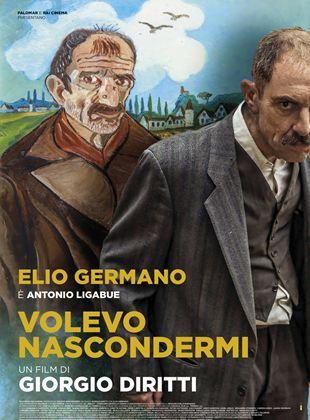 PALOMAR E RAI CINEMA
PRESENTANO
ELIO GERMANO
È ANTONIO LIGABUE
VOLEVO
NASCONDERMI
UN FILM DI
GIORGIO DIRITTI